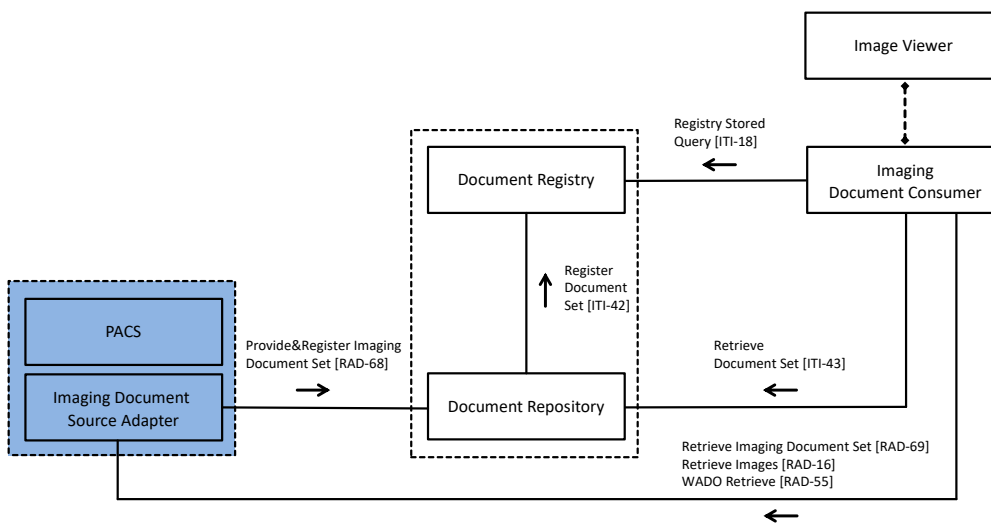 Image Viewer
Registry Stored
Query [ITI-18]
Document Registry
Imaging
Document Consumer
Register
Document
Set [ITI-42]
PACS
Provide&Register Imaging
Document Set [RAD-68]
Retrieve
Document Set [ITI-43]
Imaging Document
Source Adapter
Document Repository
Retrieve Imaging Document Set [RAD-69]
Retrieve Images [RAD-16]
WADO Retrieve [RAD-55]